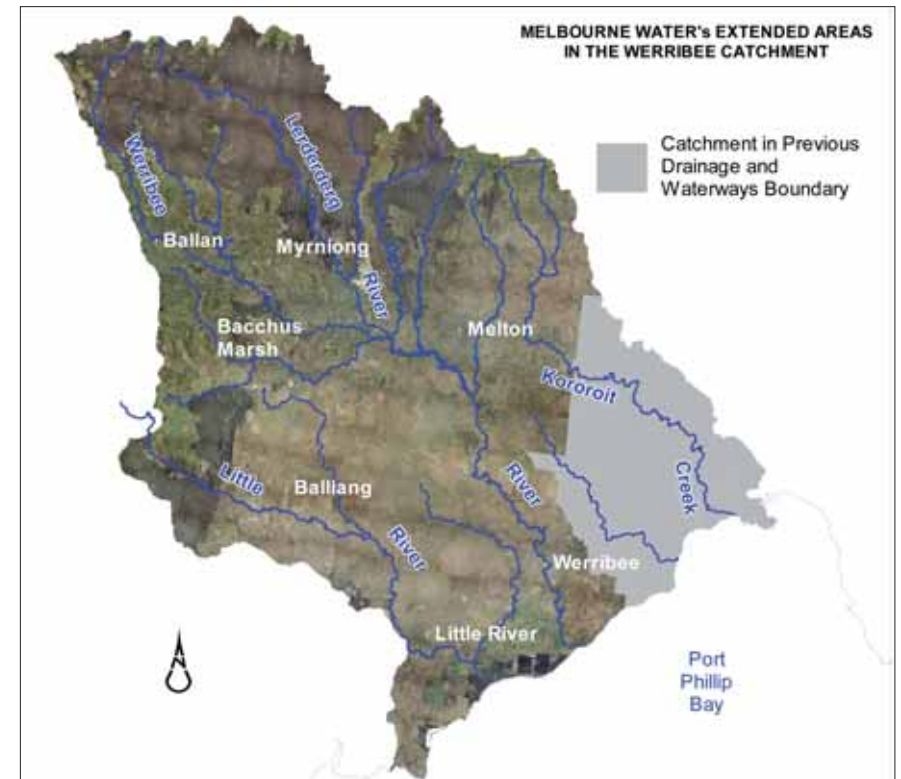 MELBOURNE WATER's EXTENDED AREAS
IN THE WERRIBEE CATCHMENT
Catchment in Previous
Drainage and
Waterways Boundary
Lerderderg
River
Werribee
Ballan
Myrniong
Bacchus
Marsh
Melton
Kororoit
Creek
Little
River
Balliang
River
Werribee
Little River
Port
Phillip
Bay
N